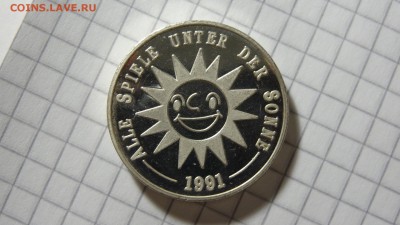 COINS.LAVE.RU
ALLE SPIELE UNTER DER SONNE
1991